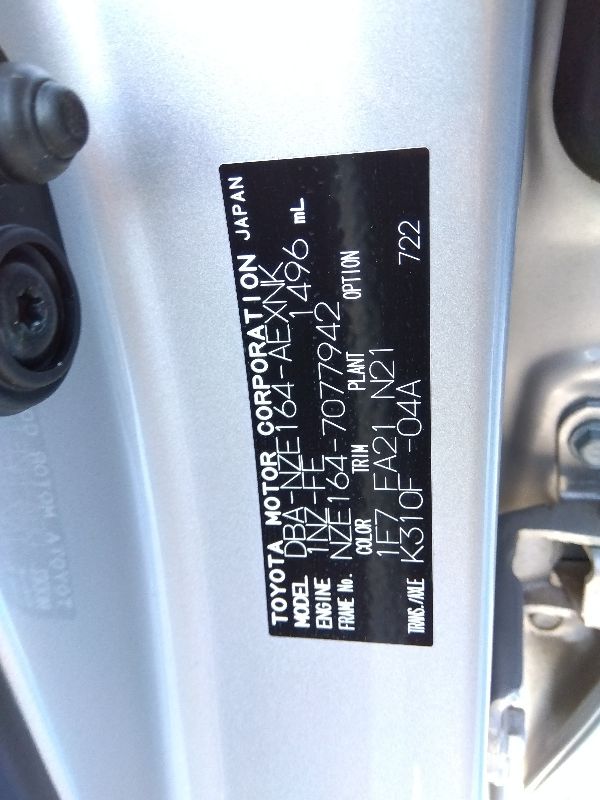 TOYOTA MOTOR CORPORATION JAPAN
MODEL DBA-NZE164-AEXNK
ENGINE 1NZ-FE 1496 mL
FRAME No. NZE164-7077942
COLOR TRIM PLANT OPTION
1F7 FA21 N21
TRANS./AXLE K310F -04A 722